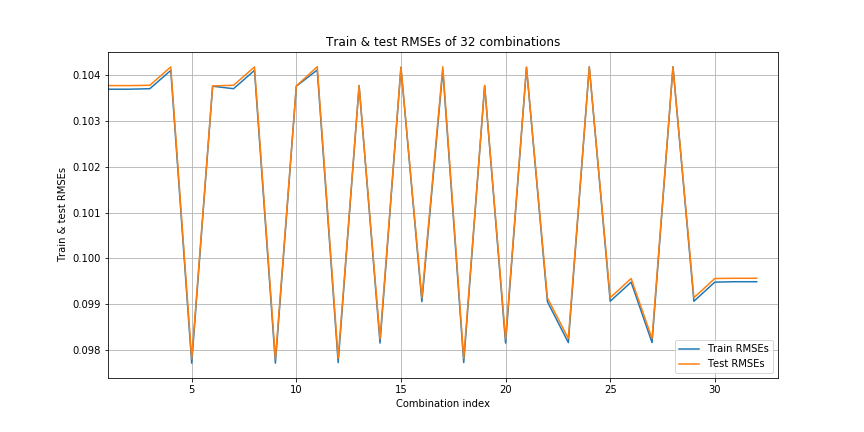 Train & test RMSEs of 32 combinations
Train & test RMSEs
0.104
0.103
0.102
0.101
0.100
0.099
0.098
5
10
15
20
25
30
Combination index
Train RMSEs
Test RMSEs